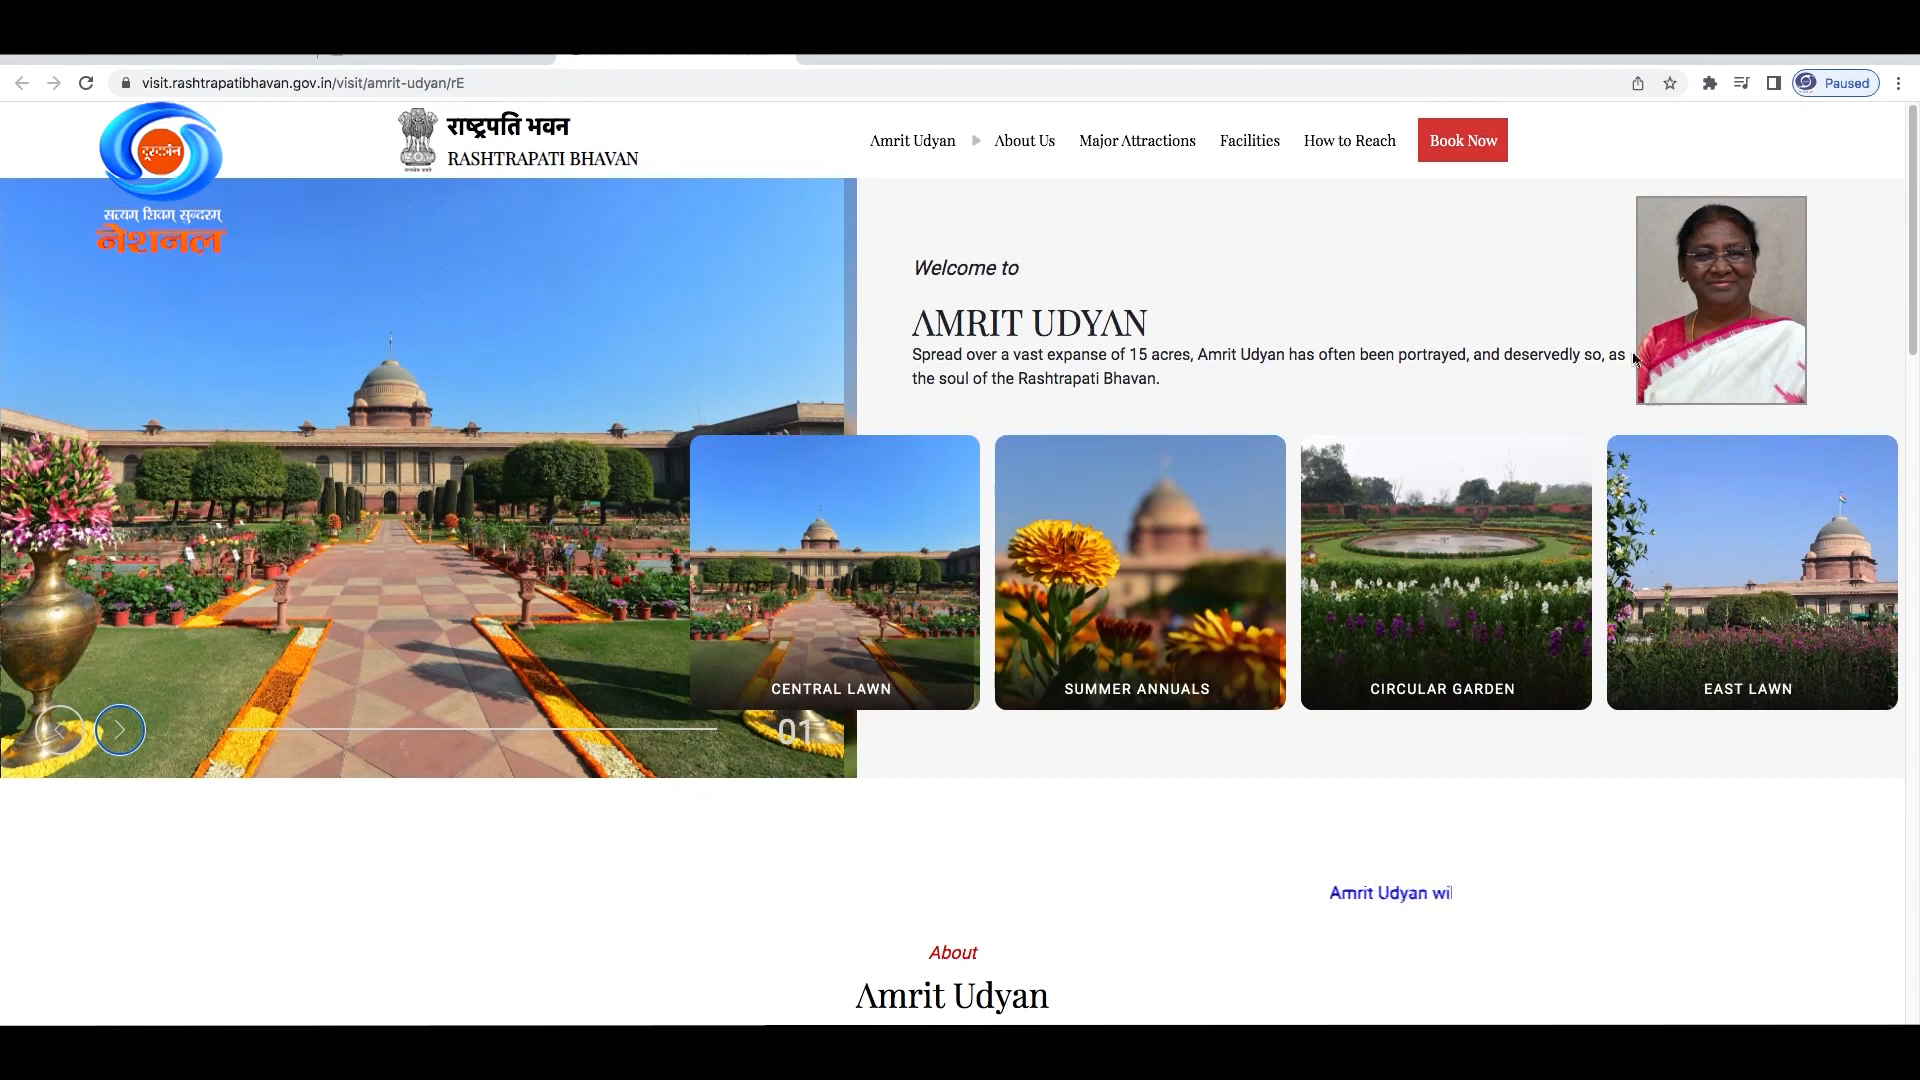 visit.rashtrapatibhavan.gov.in/visit/amrit-udyan/rE
Paused
दूरदर्शन
सत्यम् शिवम् सुन्दरम्
नेशनल
राष्ट्रपति भवन
RASHTRAPATI BHAVAN
Amrit Udyan
About Us
Major Attractions
Facilities
How to Reach
Book Now
Welcome to
AMRIT UDYAN
Spread over a vast expanse of 15 acres, Amrit Udyan has often been portrayed, and deservedly so, as
the soul of the Rashtrapati Bhavan.
CENTRAL LAWN
SUMMER ANNUALS
CIRCULAR GARDEN
EAST LAWN
01
Amrit Udyan wil
About
Amrit Udyan